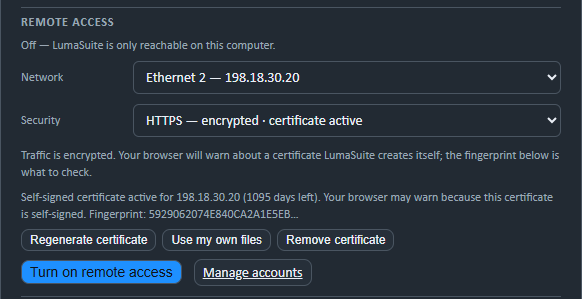 REMOTE ACCESS
Off — LumaSuite is only reachable on this computer.
Network
Ethernet 2 — 198.18.30.20
Security
HTTPS — encrypted · certificate active
Traffic is encrypted. Your browser will warn about a certificate LumaSuite creates itself; the fingerprint below is
what to check.
Self-signed certificate active for 198.18.30.20 (1095 days left). Your browser may warn because this certificate
is self-signed. Fingerprint: 5929062074E840CA2A1E5EB...
Regenerate certificate
Use my own files
Remove certificate
Turn on remote access
Manage accounts